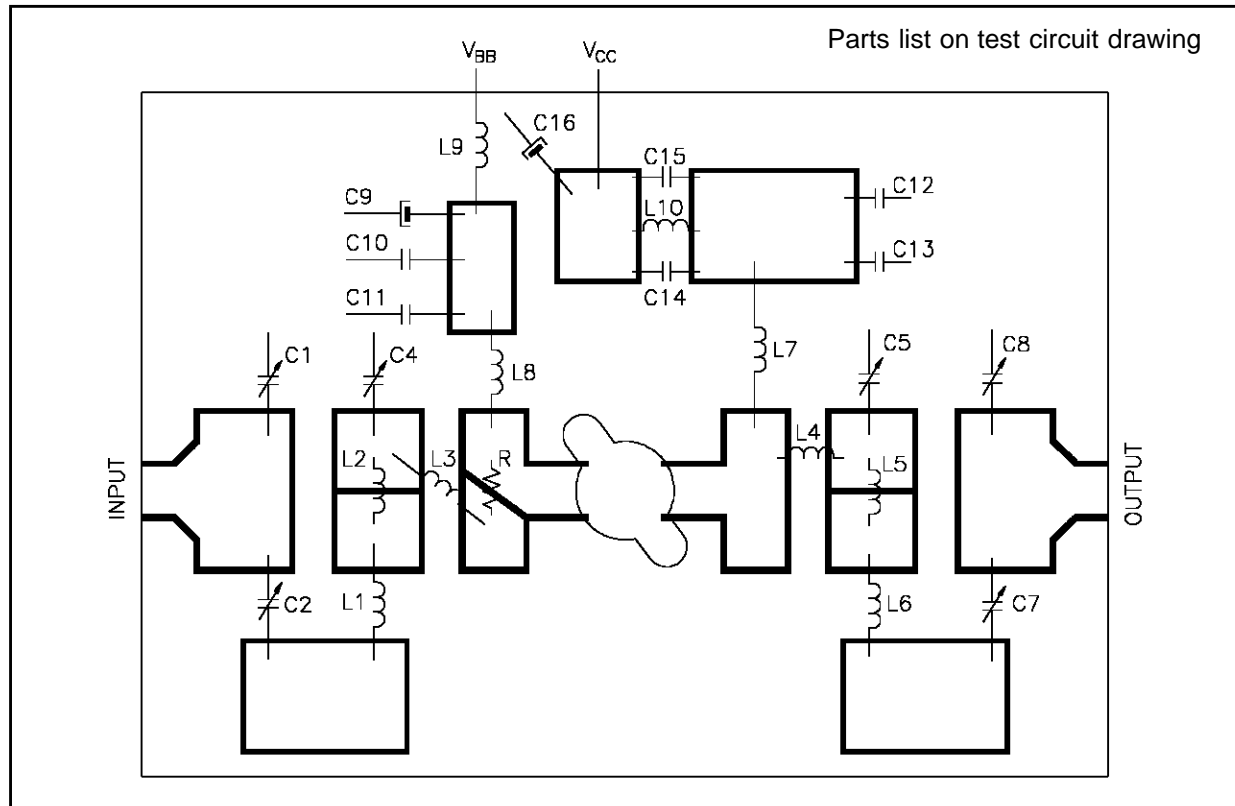 Parts list on test circuit drawing
VBB
VCC
C16
L9
C15
C9
C12
L10
C10
C13
C14
C11
C1
C4
L8
L7
C5
C8
L4
L2
L3
R
L5
INPUT
OUTPUT
C2
L1
L6
C7